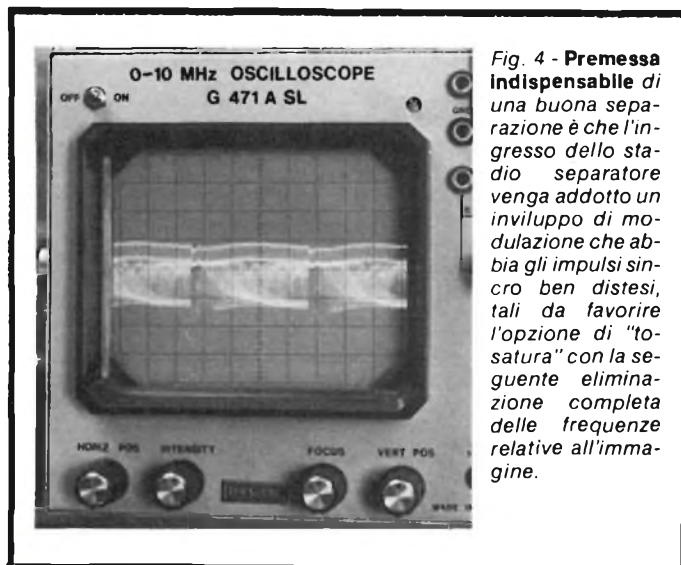 0-10 MHz OSCILLOSCOPE
OFF ON G 471 A SL
HORIZ POS INTENSITY FOCUS VERT POS
MADE IN
Fig. 4 - Premessa
indispensabile di
una buona sepa-
razione è che l'in-
gresso dello sta-
dio separatore
venga addotto un
inviluppo di mo-
dulazione che ab-
bia gli impulsi sin-
cro ben distesi,
tali da favorire
l'opzione di "to-
satura" con la se-
guente elimina-
zione completa
delle frequenze
relative all'imma-
gine.